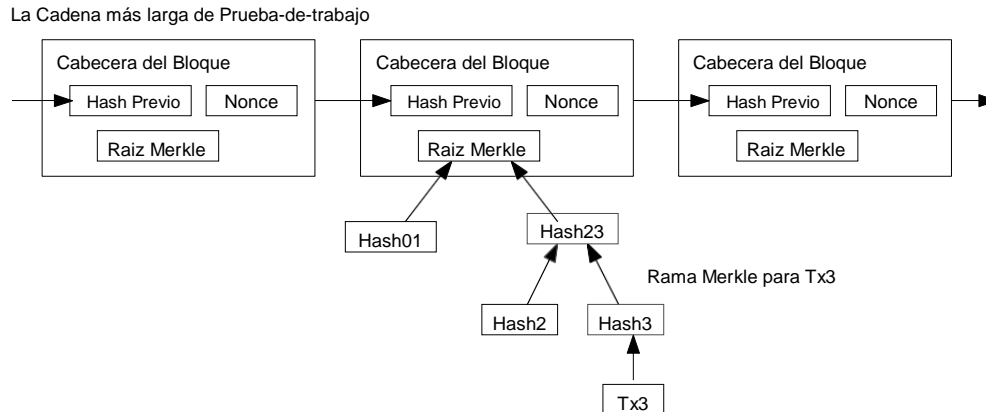 La Cadena más larga de Prueba-de-trabajo
Cabecera del Bloque
Hash Previo
Nonce
Raiz Merkle
Cabecera del Bloque
Hash Previo
Nonce
Raiz Merkle
Cabecera del Bloque
Hash Previo
Nonce
Raiz Merkle
Hash01
Hash23
Rama Merkle para Tx3
Hash2
Hash3
Tx3